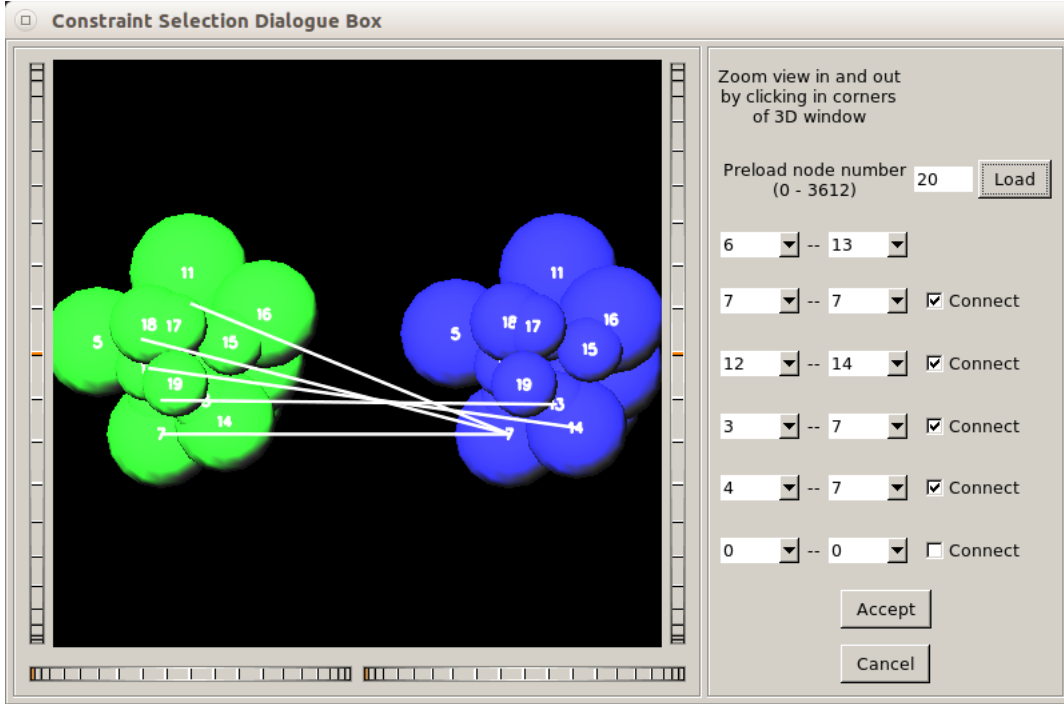 Constraint Selection Dialogue Box
Zoom view in and out
by clicking in corners
of 3D window
Preload node number
(0 - 3612)
20
Load
6 -- 13
7 -- 7 Connect
12 -- 14 Connect
3 -- 7 Connect
4 -- 7 Connect
0 -- 0 Connect
Accept
Cancel
11
16
18 17
15
5
19
14
7
11
16
18 17
15
5
19
13
14
7